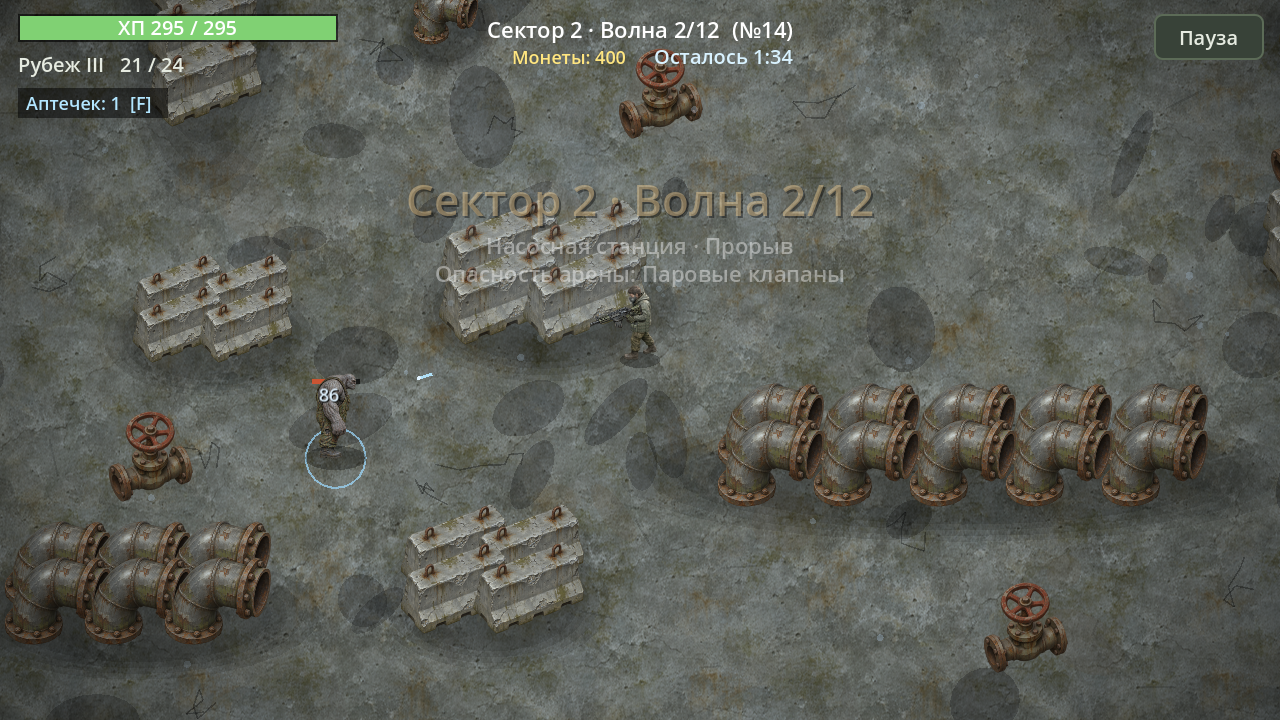 ХП 295 / 295
Рубеж III 21 / 24
Аптечек: 1 [F]
Сектор 2 · Волна 2/12 (№14)
Монеты: 400 Осталось 1:34
Пауза
Сектор 2 · Волна 2/12
Насосная станция · Прорыв
Опасность арены: Паровые клапаны
86